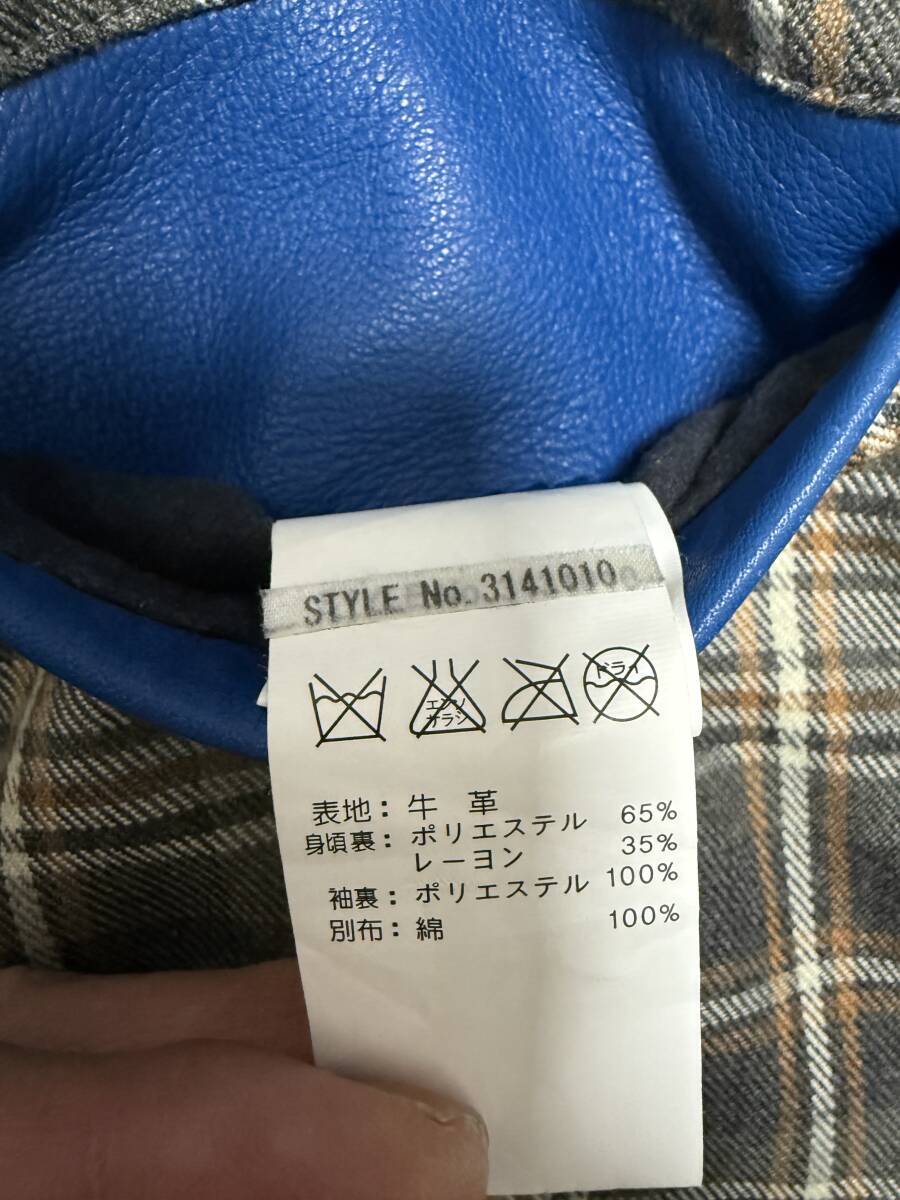 STYLE No. 3141010
エンソ
サラシ
ドライ
表地： 牛 革
身頃裏： ポリエステル 65%
レーヨン 35%
袖裏： ポリエステル 100%
別布： 綿 100%